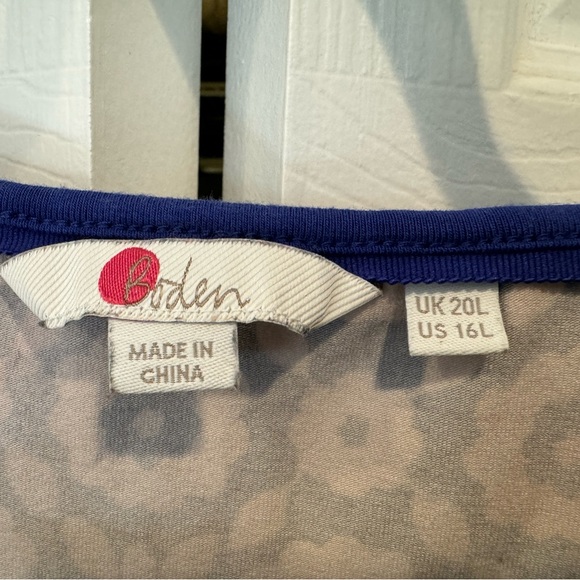 Boden
MADE IN
CHINA
UK 20L
US 16L